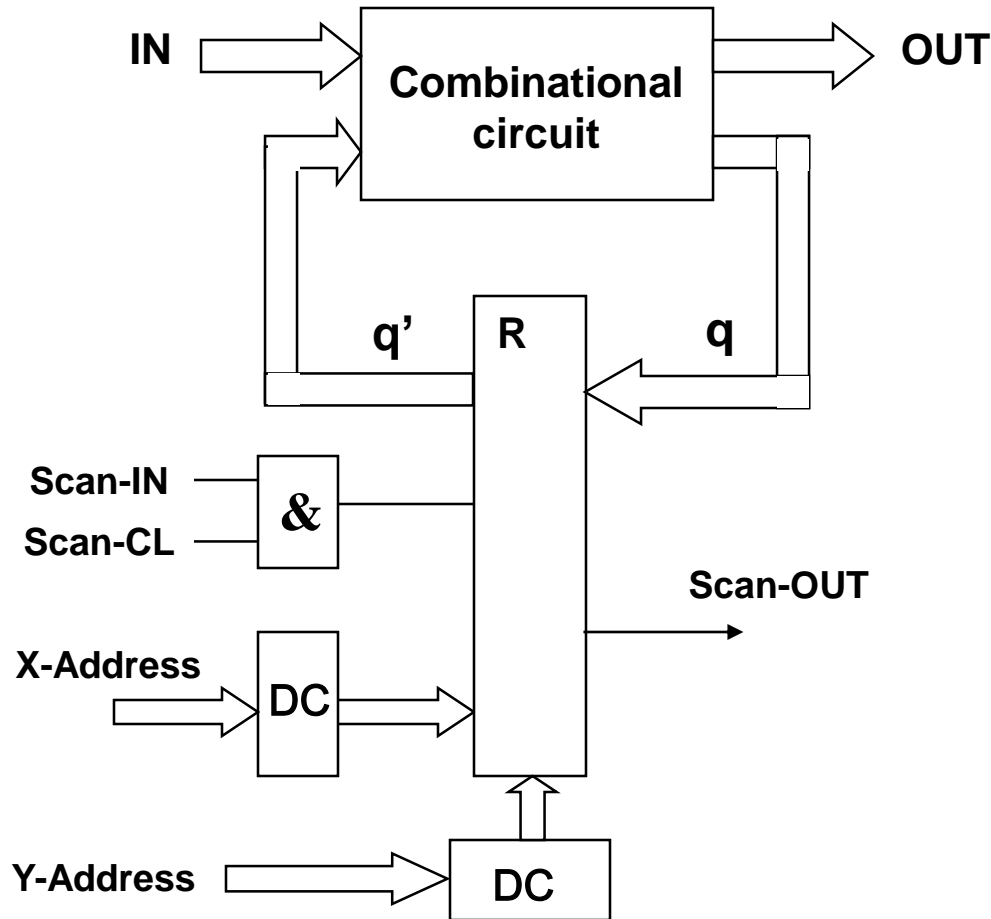 IN
Combinational
circuit
OUT
q’
R
q
Scan-IN
&
Scan-CL
Scan-OUT
X-Address
DC
Y-Address
DC